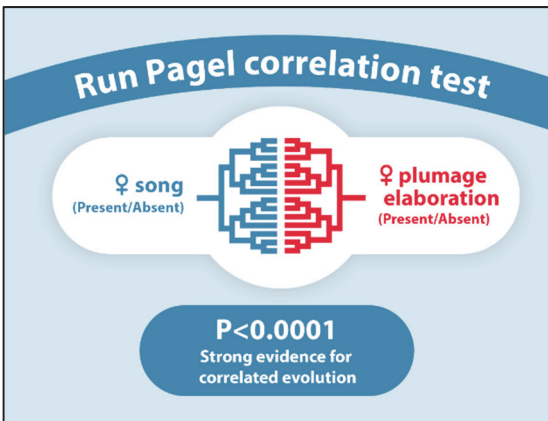 Run Pagel correlation test
♀ song
(Present/Absent)
♀ plumage
elaboration
(Present/Absent)
P<0.0001
Strong evidence for
correlated evolution